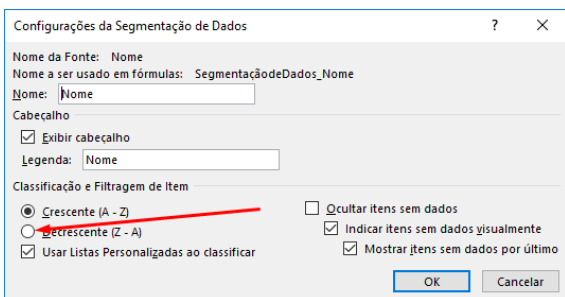 Configurações da Segmentação de Dados
Nome da Fonte: Nome
Nome a ser usado em fórmulas: SegmentaçãodeDados_Nome
Nome: Nome
Cabeçalho
Exibir cabeçalho
Legenda: Nome
Classificação e Filtragem de Item
Crescente (A - Z)
Decrescente (Z - A)
Usar Listas Personalizadas ao classificar
Ocultar itens sem dados
Indicar itens sem dados visualmente
Mostrar itens sem dados por último
OK
Cancelar